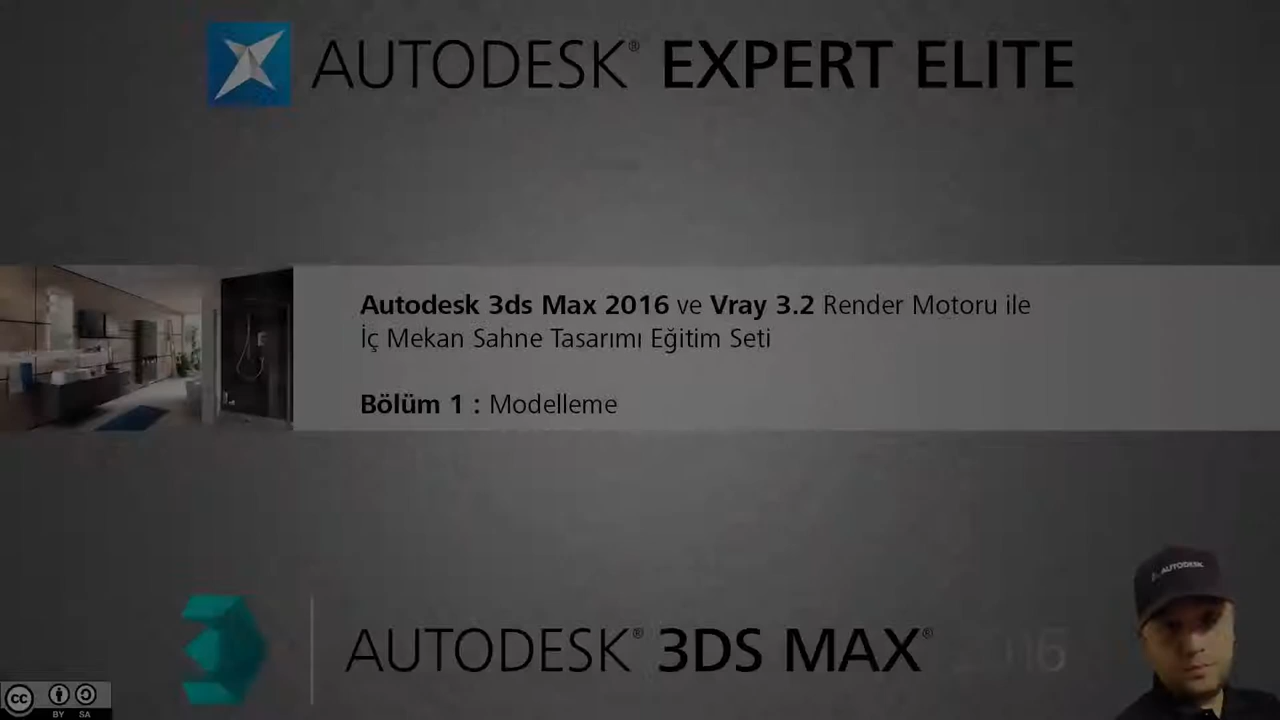 AUTODESK® EXPERT ELITE
Autodesk 3ds Max 2016 ve Vray 3.2 Render Motoru ile
İç Mekan Sahne Tasarımı Eğitim Seti
Bölüm 1 : Modelleme
AUTODESK
AUTODESK® 3DS MAX® 2016
cc
BY SA